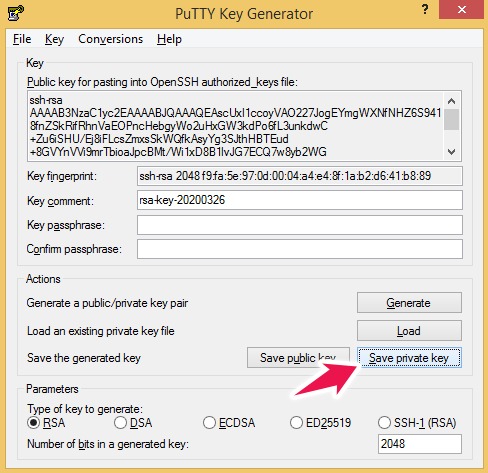 PuTTY Key Generator
?
File Key Conversions Help
Key
Public key for pasting into OpenSSH authorized_keys file:
ssh-rsa
AAAAB3NzaC1yc2EAAAABJQAAAQEAscUxI1ccoyVAO227JogEYmgWXNfNHZ6S941
8fnZSkRifRhnVaEOPncHebgyWo2uHxGW3kdPo6fL3unkdwC
+Zu6iSHU/Ej8iFLcsZmxsSkWQfkAsyYg3SJthHBTEud
+8GVYnVVi9mrTbioaJpcBMt/Wi1xD8B1IvJG7ECQ7w8yb2WG
Key fingerprint: ssh-rsa 2048 f9:fa:5e:97:0d:00:04:a4:e4:8f:1a:b2:d6:41:b8:89
Key comment: rsa-key-20200326
Key passphrase:
Confirm passphrase:
Actions
Generate a public/private key pair Generate
Load an existing private key file Load
Save the generated key Save public key Save private key
Parameters
Type of key to generate:
RSA DSA ECDSA ED25519 SSH-1 (RSA)
Number of bits in a generated key: 2048